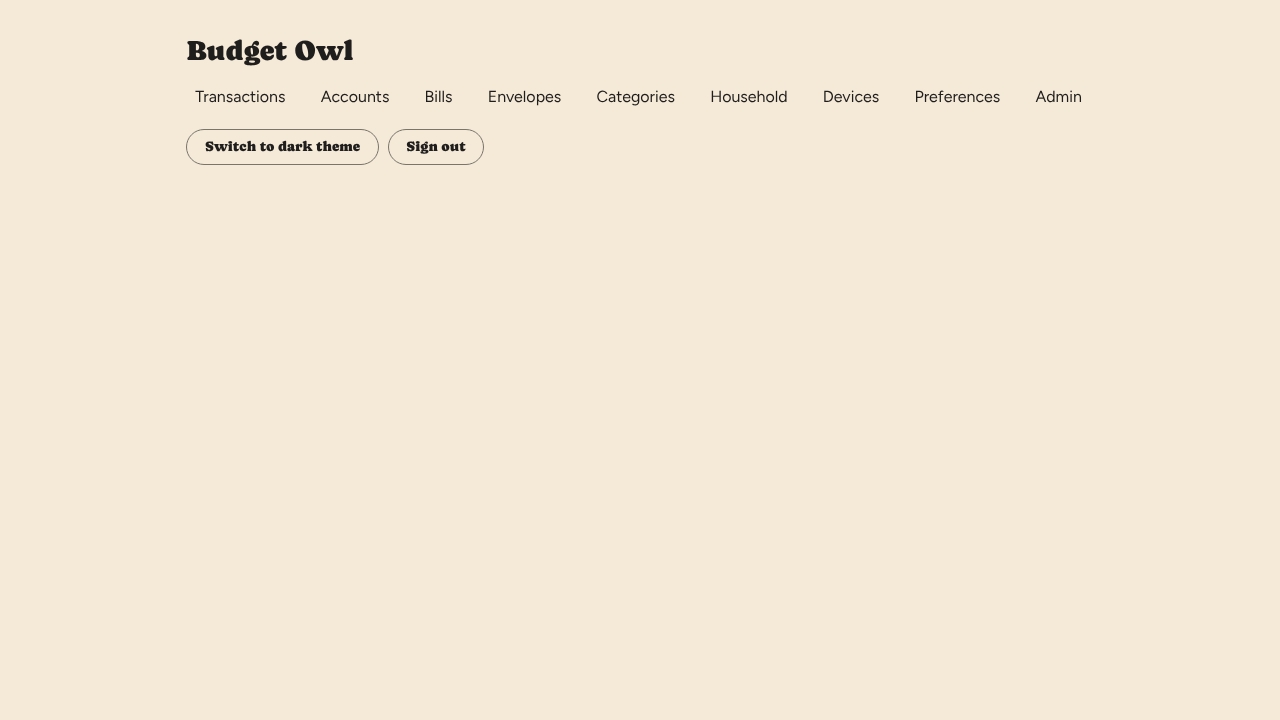 Budget Owl
Transactions Accounts Bills Envelopes Categories Household Devices Preferences Admin
Switch to dark theme Sign out